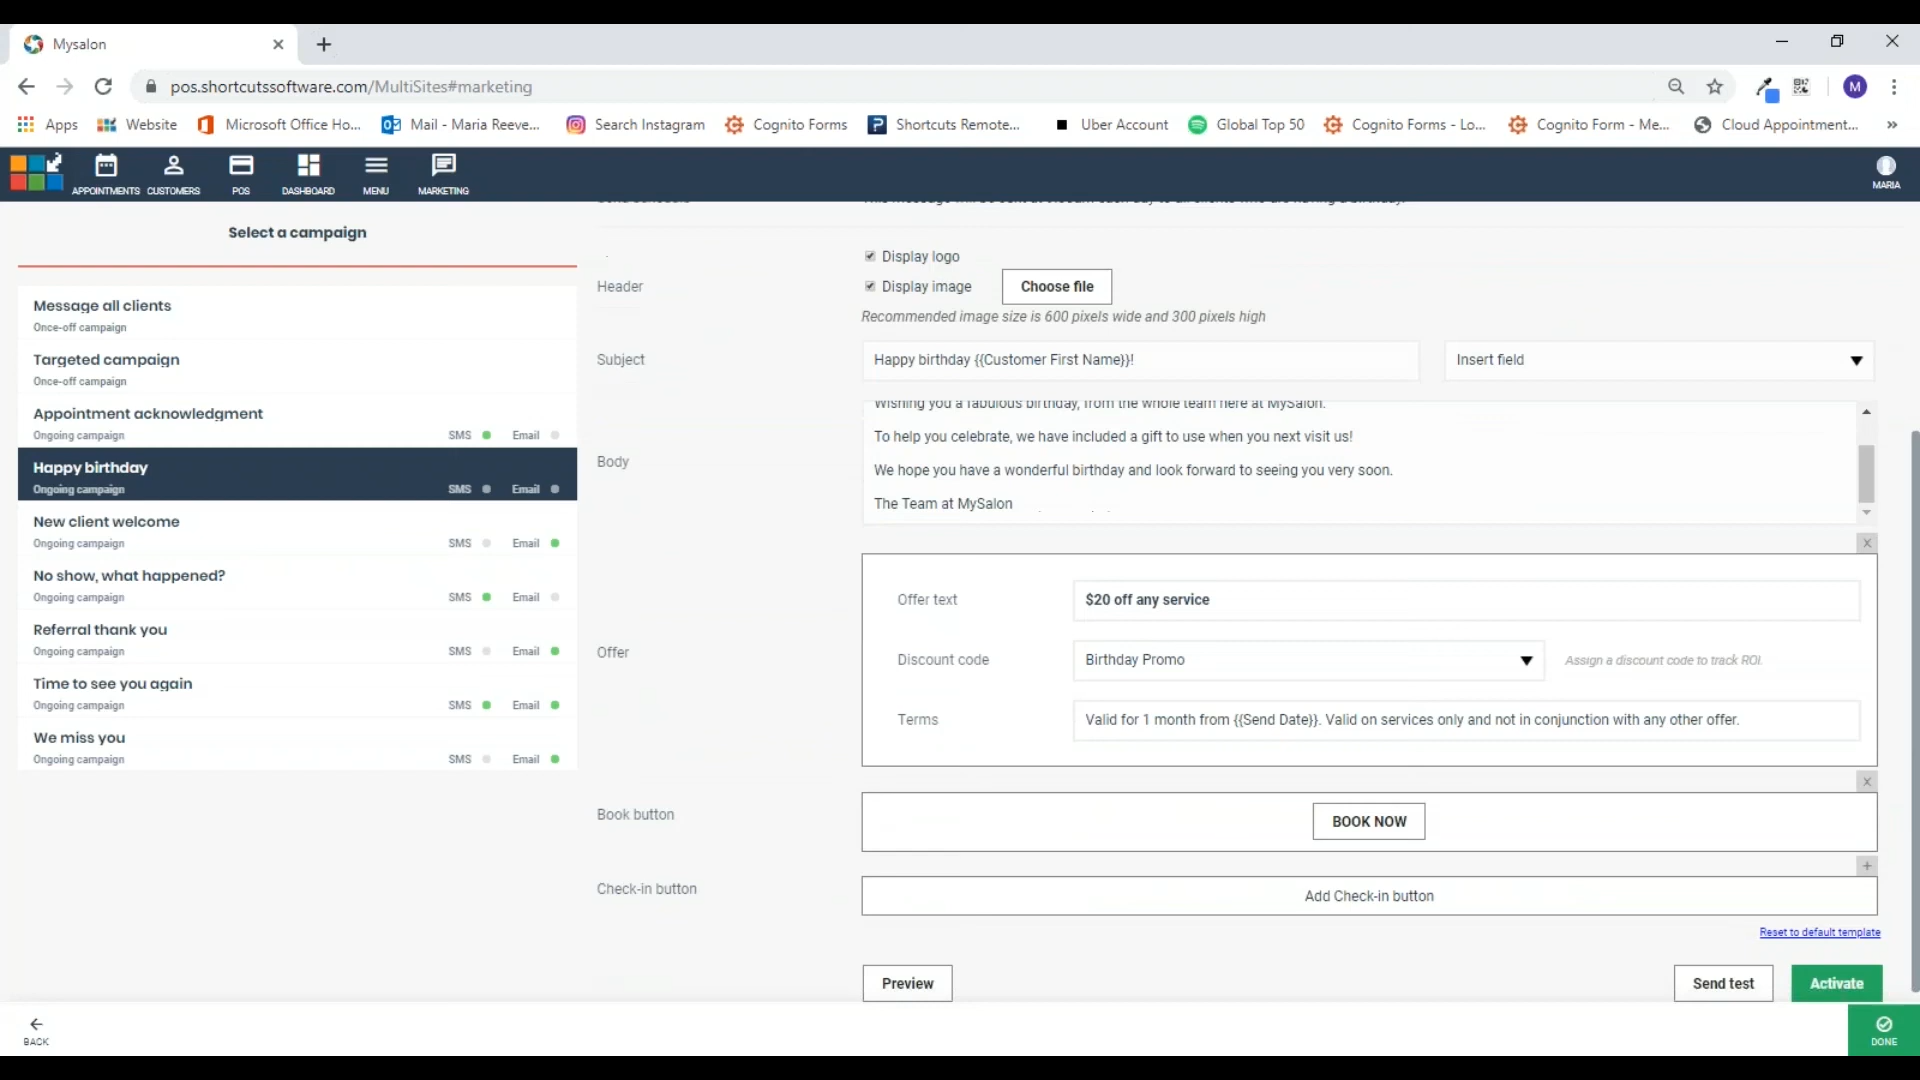 Mysalon
pos.shortcutssoftware.com/MultiSites#marketing
M
Apps Website Microsoft Office Ho... Mail - Maria Reeve... Search Instagram Cognito Forms Shortcuts Remote... Uber Account Global Top 50 Cognito Forms - Lo... Cognito Form - Me... Cloud Appointment... »
APPOINTMENTS CUSTOMERS POS DASHBOARD MENU MARKETING MARIA
Select a campaign
Message all clients
Once-off campaign
Targeted campaign
Once-off campaign
Appointment acknowledgment
Ongoing campaign SMS Email
Happy birthday
Ongoing campaign SMS Email
New client welcome
Ongoing campaign SMS Email
No show, what happened?
Ongoing campaign SMS Email
Referral thank you
Ongoing campaign SMS Email
Time to see you again
Ongoing campaign SMS Email
We miss you
Ongoing campaign SMS Email
Display logo
Header Display image Choose file
Recommended image size is 600 pixels wide and 300 pixels high
Subject Happy birthday {{Customer First Name}}! Insert field
Body
Wishing you a fabulous birthday, from the whole team here at MySalon.
To help you celebrate, we have included a gift to use when you next visit us!
We hope you have a wonderful birthday and look forward to seeing you very soon.
The Team at MySalon
X
Offer
Offer text $20 off any service
Discount code Birthday Promo Assign a discount code to track ROI.
Terms Valid for 1 month from {{Send Date}}. Valid on services only and not in conjunction with any other offer.
X
Book button BOOK NOW
+
Check-in button Add Check-in button
Reset to default template
Preview Send test Activate
BACK DONE